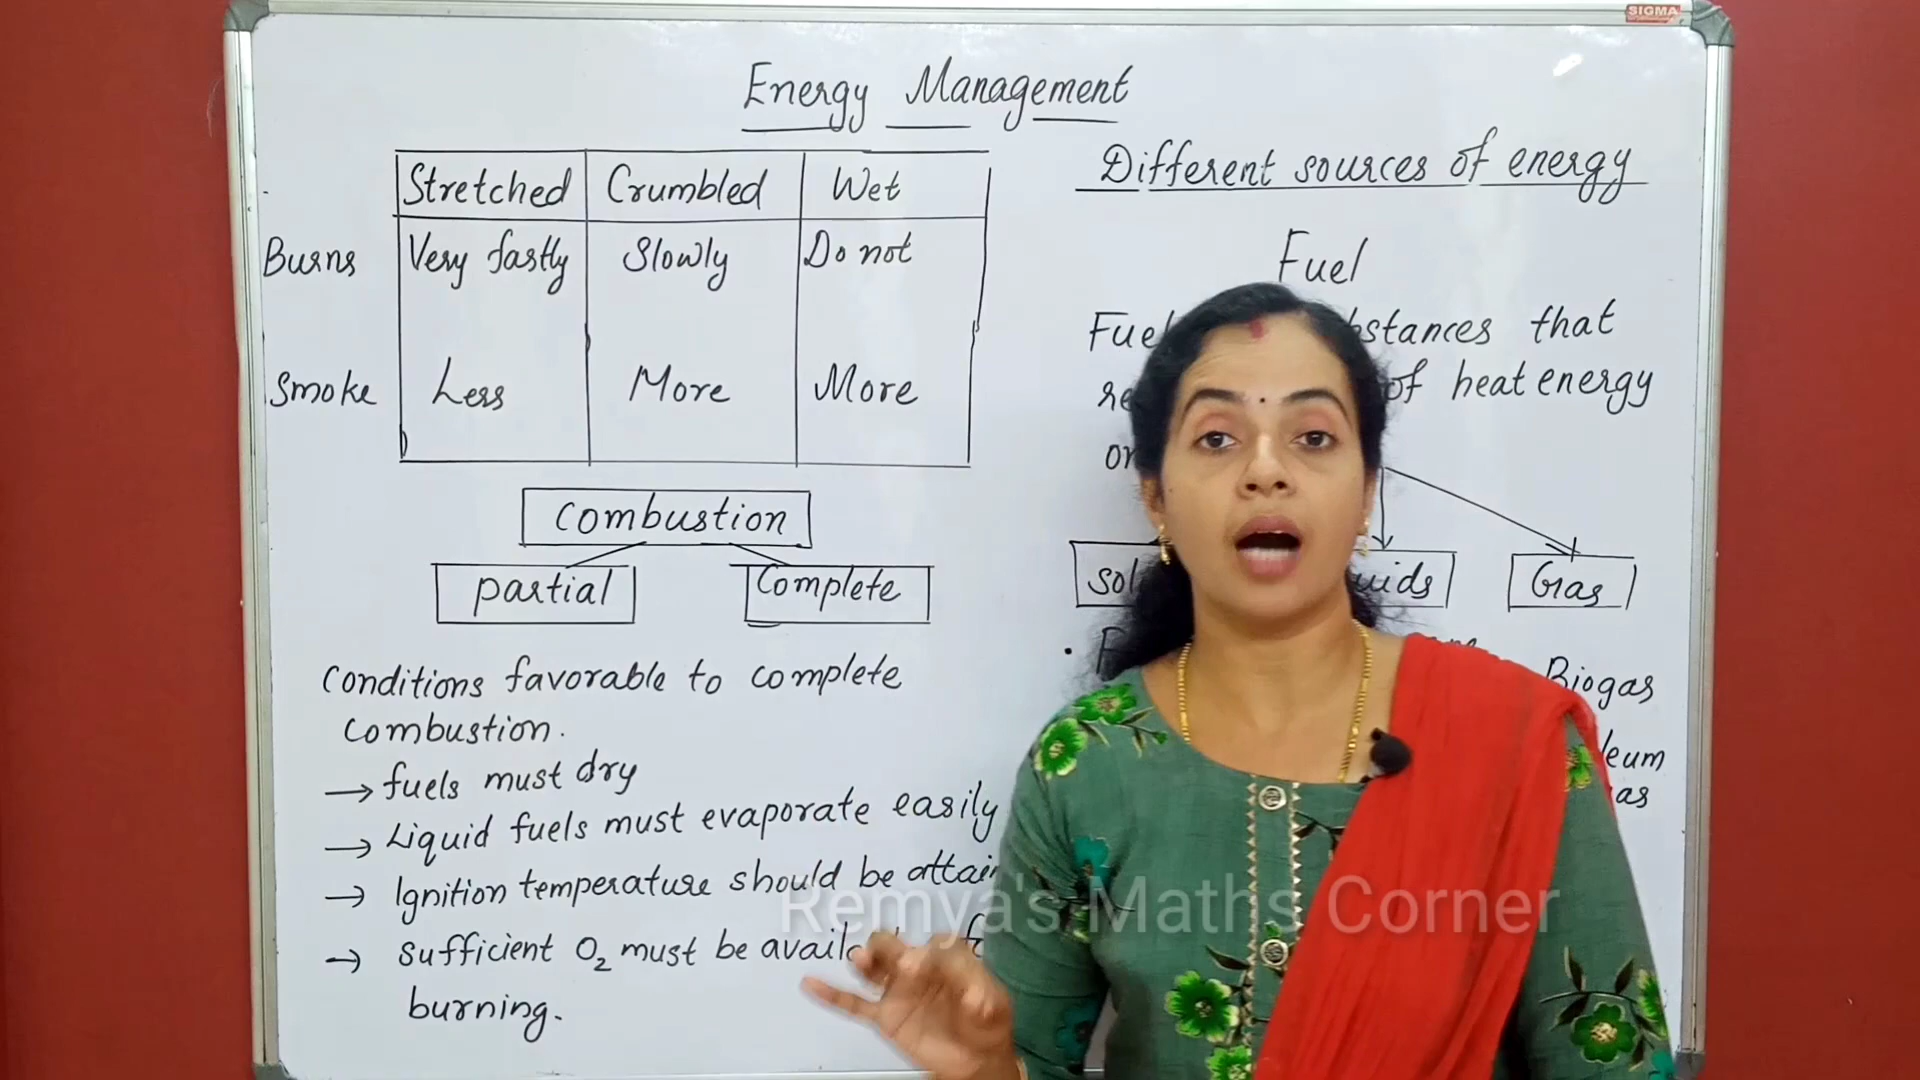 SIGMA
Energy Management
Stretched Crumbled Wet
Burns Very fastly Slowly Do not
Smoke Less More More
combustion
partial Complete
Conditions favorable to complete
combustion.
→ fuels must dry
→ Liquid fuels must evaporate easily
→ Ignition temperature should be
→ sufficient O₂ must be
burning.
Different sources of energy
Fuel
Fuel that
of heat energy
Gas
Biogas
Remya's Maths Corner